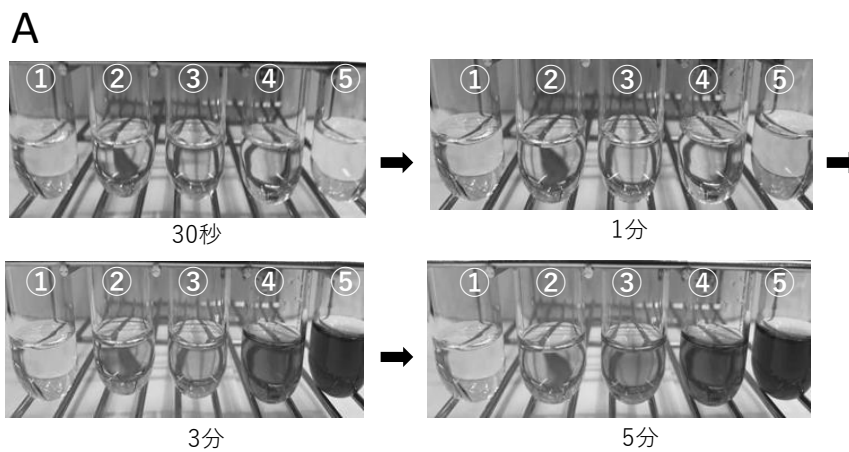 A
① ② ③ ④ ⑤
① ② ③ ④ ⑤
30秒
1分
① ② ③ ④ ⑤
① ② ③ ④ ⑤
3分
5分